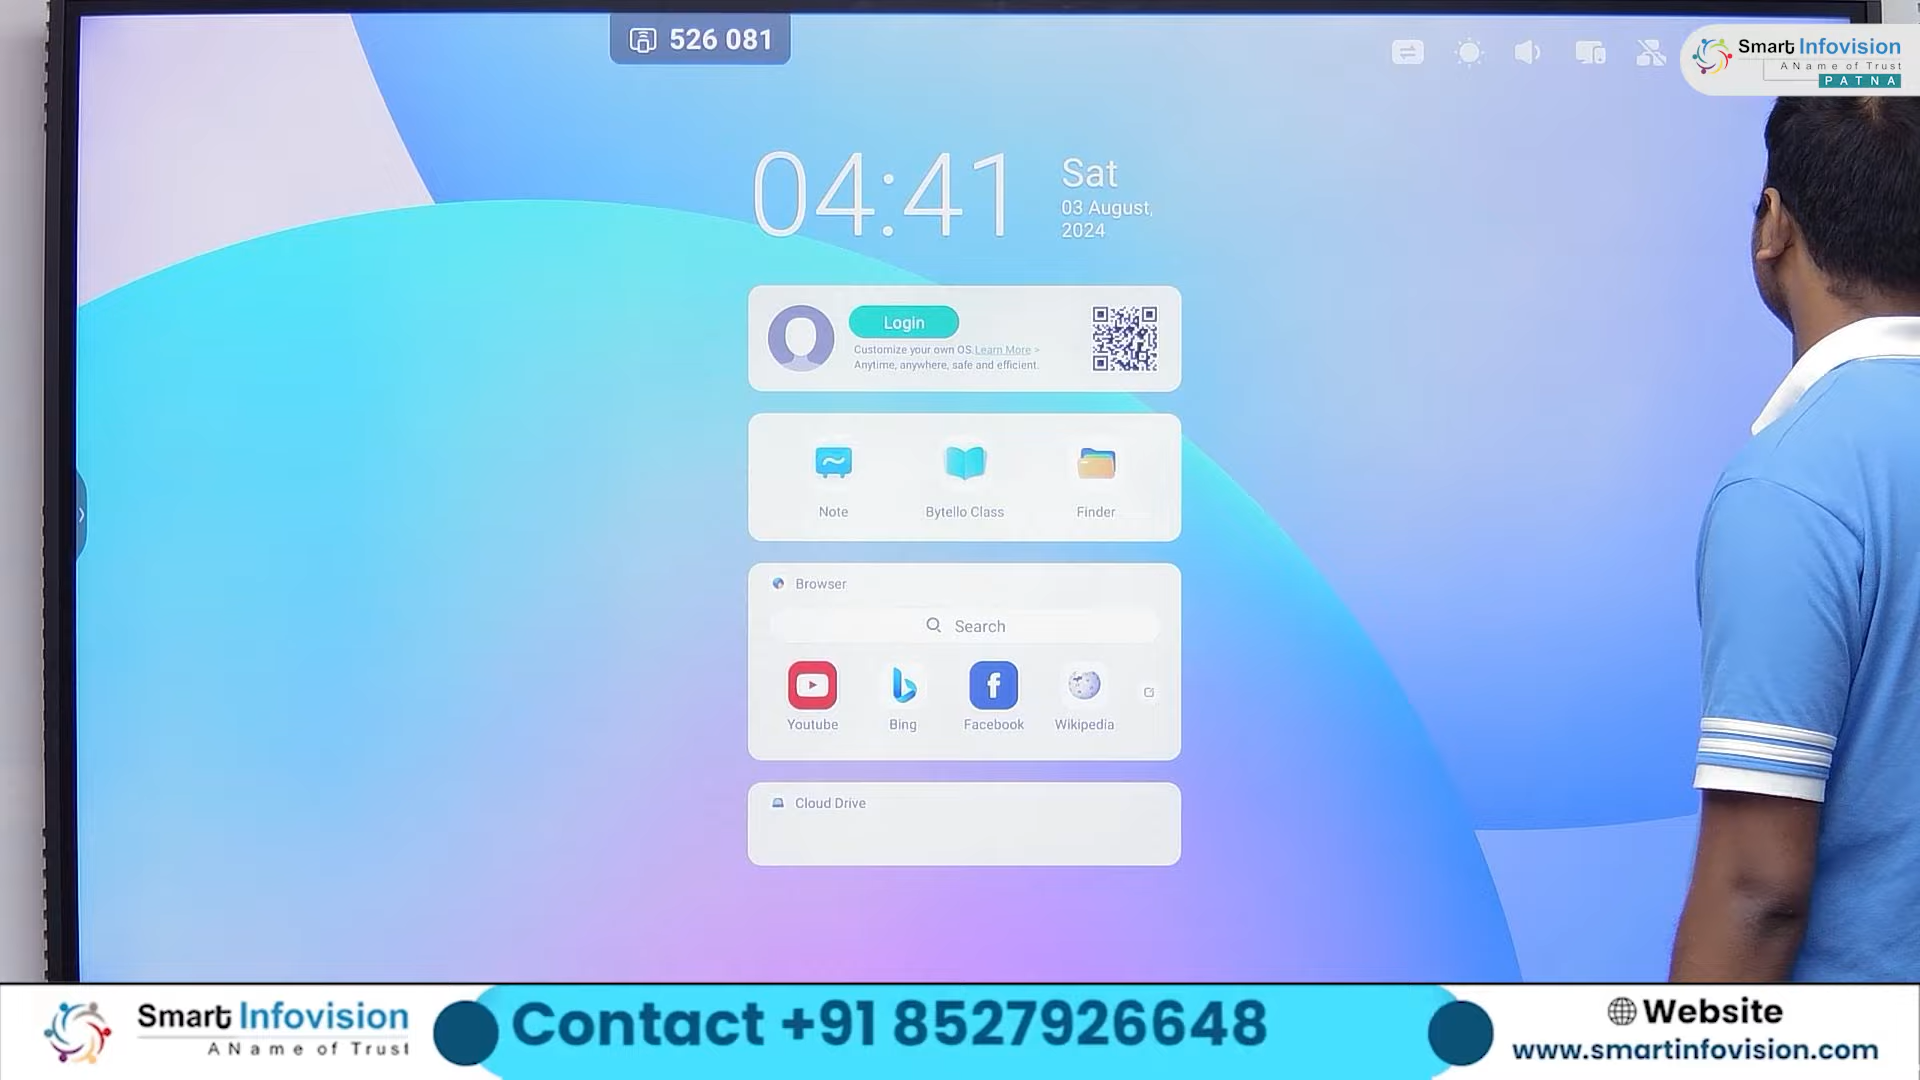 526 081
Smart Infovision
A Name of Trust
PATNA
04:41
Sat
03 August,
2024
Login
Customize your own OS. Learn More >
Anytime, anywhere, safe and efficient.
Note
Bytello Class
Finder
Browser
Search
Youtube
Bing
Facebook
Wikipedia
Cloud Drive
Smart Infovision
A Name of Trust
Contact +91 8527926648
Website
www.smartinfovision.com